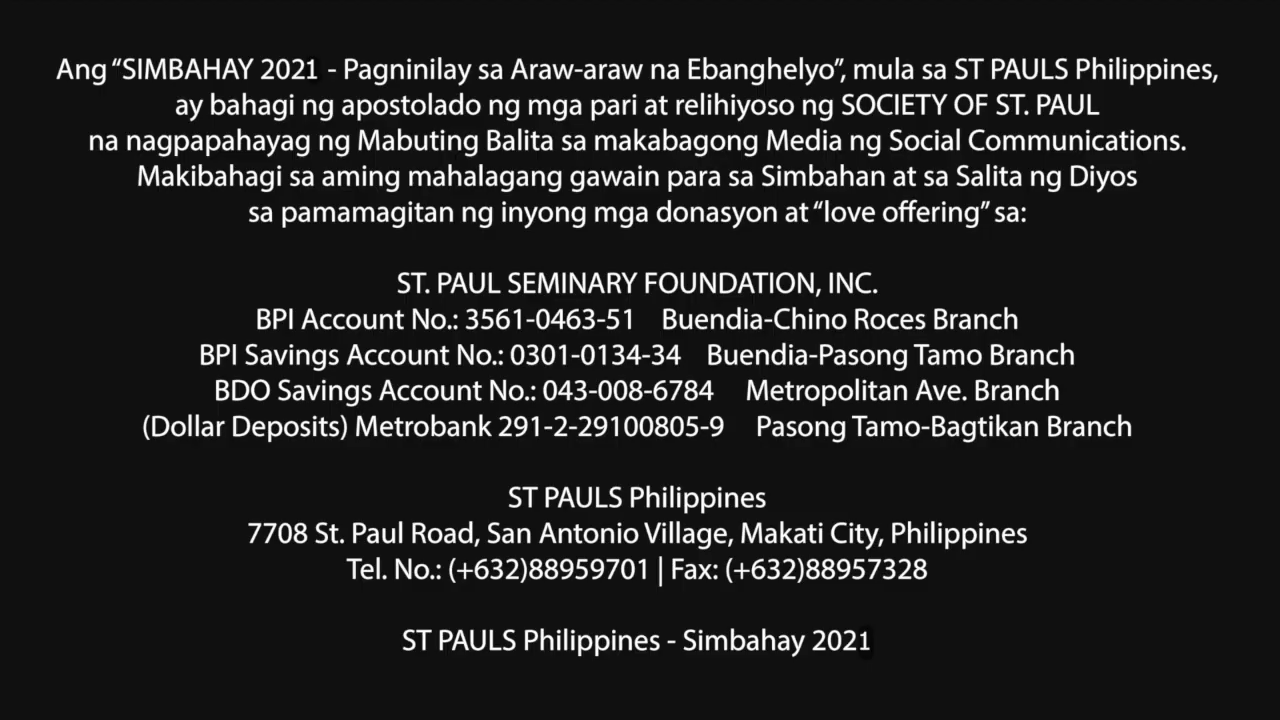 Ang “SIMBAHAY 2021 - Pagninilay sa Araw-araw na Ebanghelyo”, mula sa ST PAULS Philippines,
ay bahagi ng apostolado ng mga pari at relihiyoso ng SOCIETY OF ST. PAUL
na nagpapahayag ng Mabuting Balita sa makabagong Media ng Social Communications.
Makibahagi sa aming mahalagang gawain para sa Simbahan at sa Salita ng Diyos
sa pamamagitan ng inyong mga donasyon at “love offering” sa:
ST. PAUL SEMINARY FOUNDATION, INC.
BPI Account No.: 3561-0463-51 Buendia-Chino Roces Branch
BPI Savings Account No.: 0301-0134-34 Buendia-Pasong Tamo Branch
BDO Savings Account No.: 043-008-6784 Metropolitan Ave. Branch
(Dollar Deposits) Metrobank 291-2-29100805-9 Pasong Tamo-Bagtikan Branch
ST PAULS Philippines
7708 St. Paul Road, San Antonio Village, Makati City, Philippines
Tel. No.: (+632)88959701 | Fax: (+632)88957328
ST PAULS Philippines - Simbahay 2021